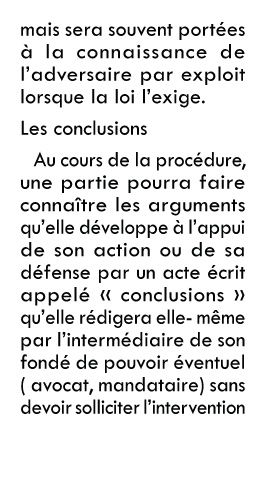 mais sera souvent portées
à la connaissance de
l'adversaire par exploit
lorsque la loi l'exige.
Les conclusions
Au cours de la procédure,
une partie pourra faire
connaître les arguments
qu'elle développe à l'appui
de son action ou de sa
défense par un acte écrit
appelé « conclusions »
qu'elle rédigera elle- même
par l'intermédiaire de son
fondé de pouvoir éventuel
( avocat, mandataire) sans
devoir solliciter l'intervention